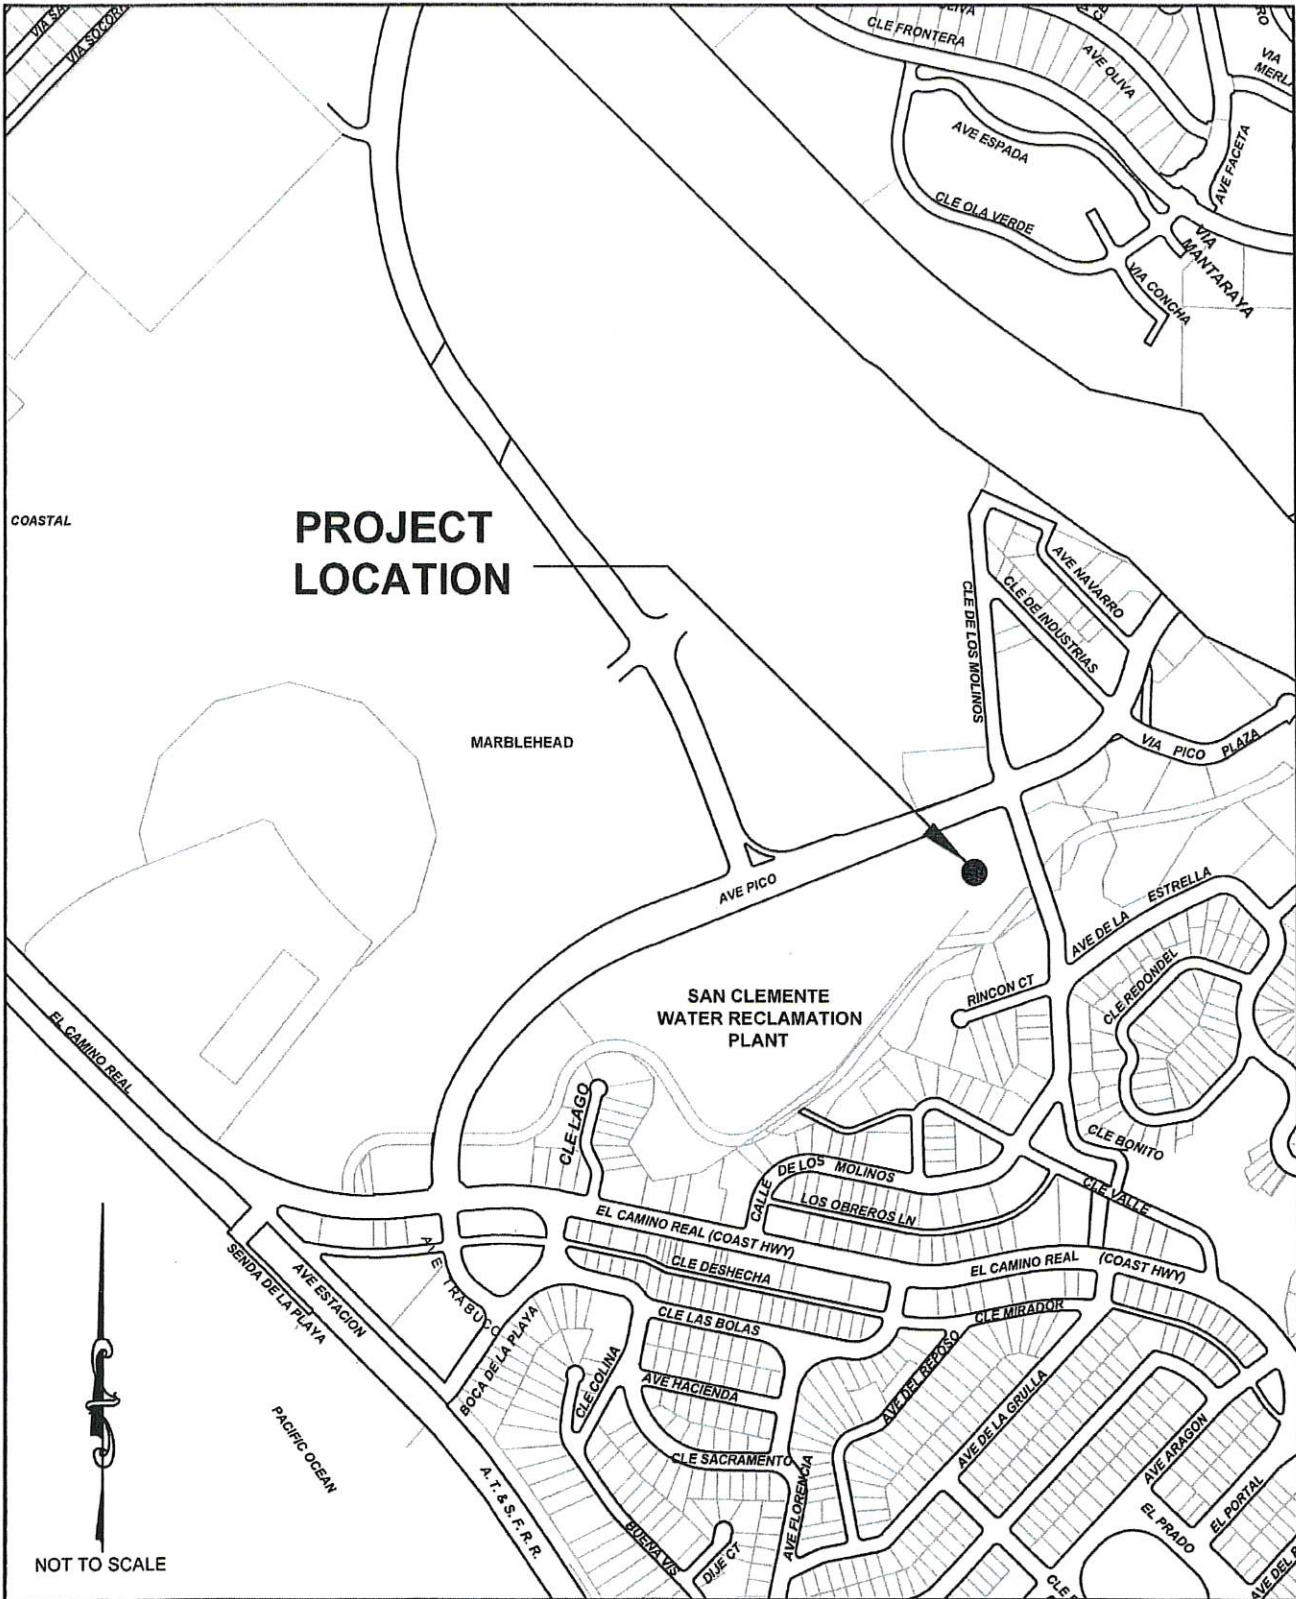 VIA SOCORR
CLE FRONTERA
AVE OLIVA
VIA
MERL
AVE ESPADA
AVE FACETA
CLE OLA VERDE
VIA
MANTARAYA
VIA CONCHA
COASTAL
PROJECT
LOCATION
AVE NAVARRO
CLE DE INDUSTRIAS
CLE DE LOS MOLINOS
MARBLEHEAD
VIA PICO PLAZA
AVE PICO
AVE DE LA ESTRELLA
CLE REDONDEL
RINCON CT
SAN CLEMENTE
WATER RECLAMATION
PLANT
EL CAMINO REAL
CLE LAGO
CLE BONITO
CALLE DE LOS MOLINOS
CLE VALLE
LOS OBREROS LN
EL CAMINO REAL (COAST HWY)
EL CAMINO REAL (COAST HWY)
CLE DESHECHA
SENDA DE LA PLAYA
AVE ESTACION
AVE TRABUCO
BOCA DE LA PLAYA
CLE LAS BOLAS
CLE MIRADOR
CLE COLINA
AVE HACIENDA
AVE DEL REPOSO
AVE DE LA GRULLA
CLE SACRAMENTO
AVE ARAGON
PACIFIC OCEAN
A. T. & S. F. R. R.
AVE FLORENCIA
EL PORTAL
EL PRADO
BUENA VIS
DIJE CT
NOT TO SCALE